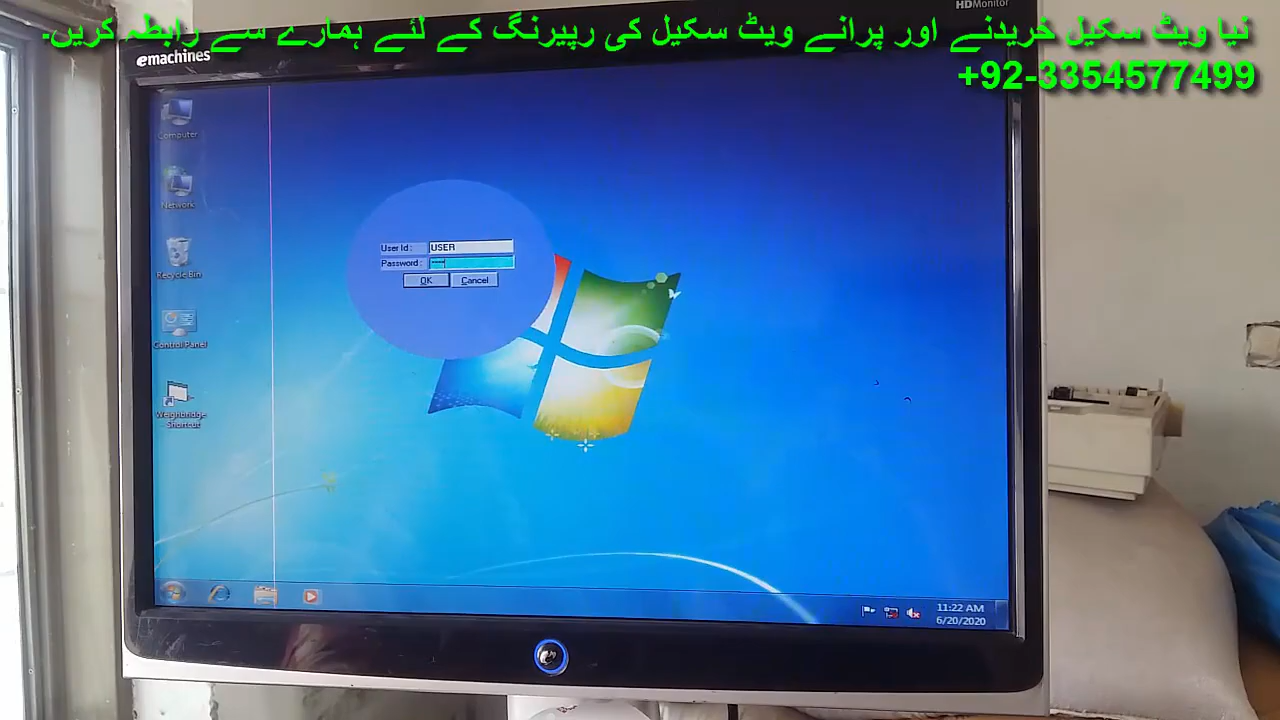 HDMonitor
نیا ویٹ سکیل خریدنے اور پرانے ویٹ سکیل کی رپیرنگ کے لئے ہمارے سے رابطہ کریں۔
+92-3354577499
emachines
Computer
Network
Recycle Bin
Control Panel
Weighbridge - Shortcut
User Id : USER
Password :
OK Cancel
11:22 AM
6/20/2020